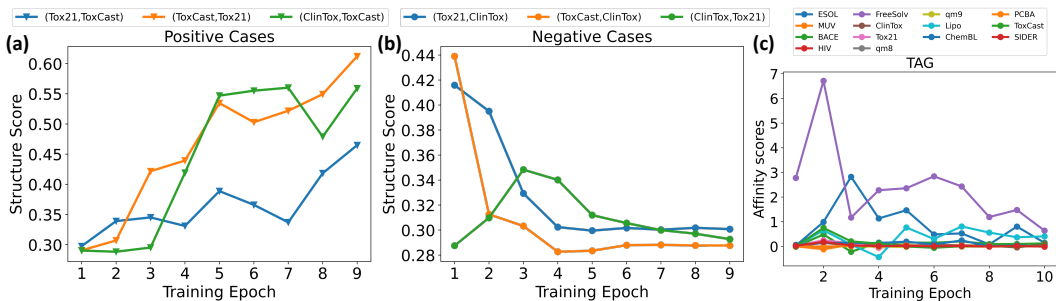 (Tox21,ToxCast) (ToxCast,Tox21) (ClinTox,ToxCast)
(a) Positive Cases
0.60
0.55
0.50
0.45
0.40
0.35
0.30
Structure Score
1 2 3 4 5 6 7 8 9
Training Epoch
(Tox21,ClinTox) (ToxCast,ClinTox) (ClinTox,Tox21)
(b) Negative Cases
0.44
0.42
0.40
0.38
0.36
0.34
0.32
0.30
0.28
Structure Score
1 2 3 4 5 6 7 8 9
Training Epoch
ESOL FreeSolv qm9 PCBA
MUV ClinTox Lipo ToxCast
BACE Tox21 ChemBL SIDER
HIV qm8
(c) TAG
7
6
5
4
3
2
1
0
Affinity scores
2 4 6 8 10
Training Epoch